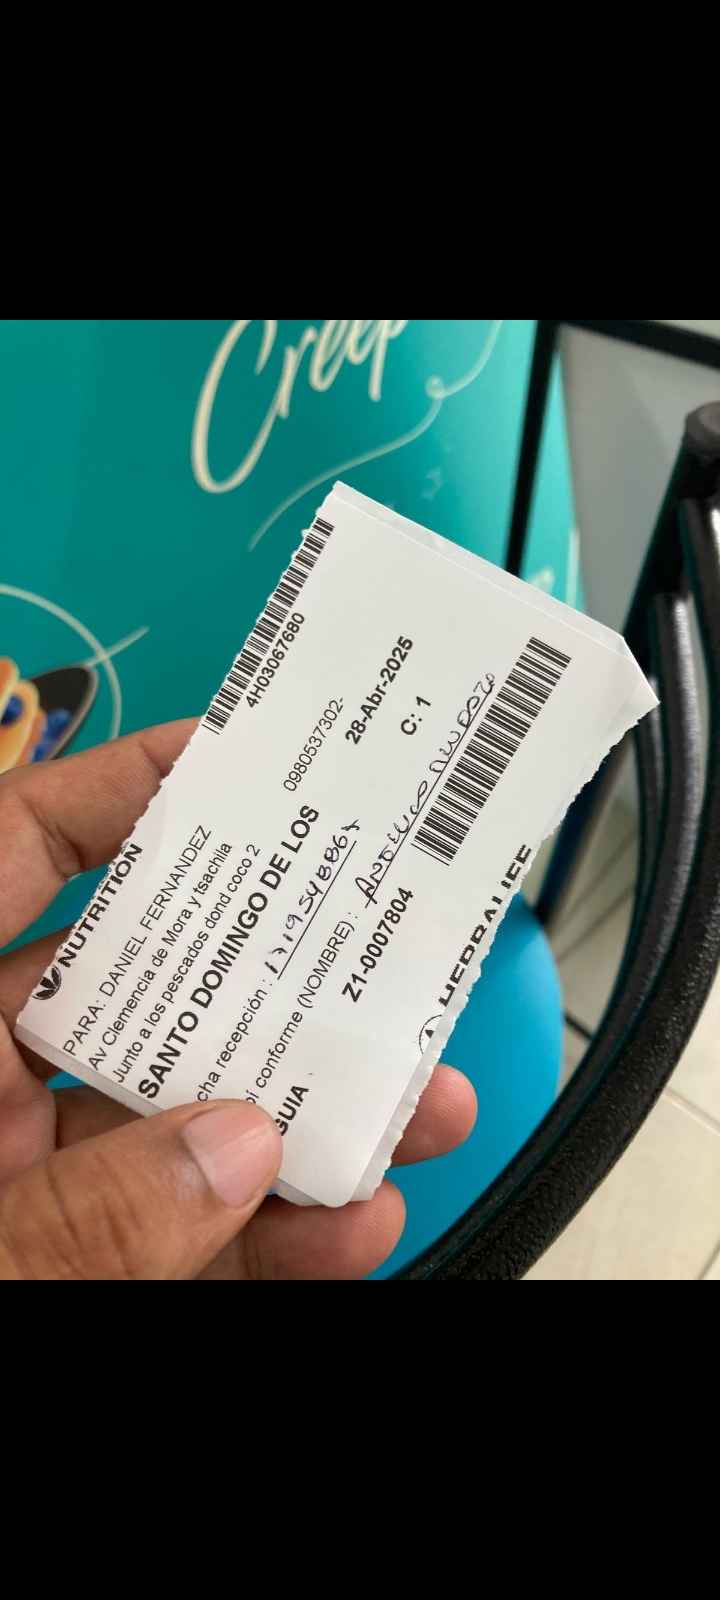 Creep
4H03067680
NUTRITION
PARA: DANIEL FERNANDEZ
Av Clemencia de Mora y tsachila
Junto a los pescados dond coco 2
0980537302-
SANTO DOMINGO DE LOS
28-Abr-2025
cha recepción :
C: 1
bí conforme (NOMBRE) :
GUIA
Z1-0007804
HERBALIFE